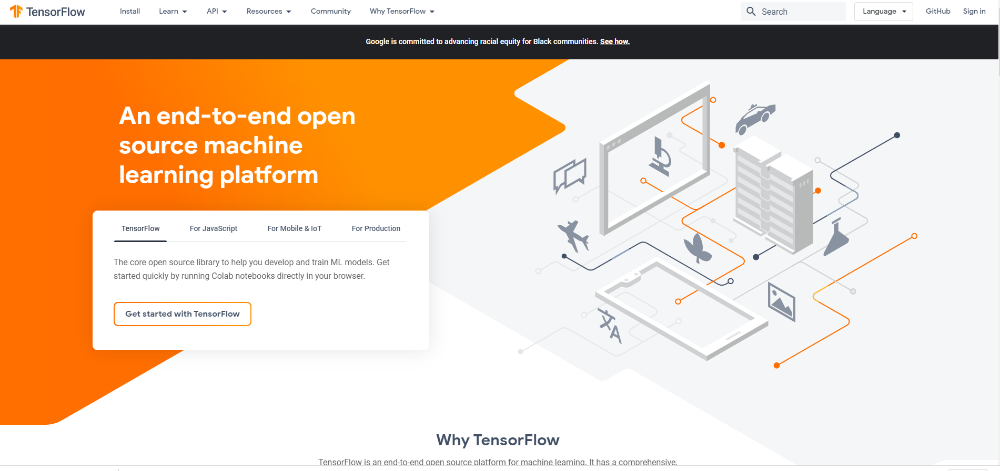 TensorFlow Install Learn API Resources Community Why TensorFlow Search Language GitHub Sign in
Google is committed to advancing racial equity for Black communities. See how.
An end-to-end open
source machine
learning platform
TensorFlow For JavaScript For Mobile & IoT For Production
The core open source library to help you develop and train ML models. Get
started quickly by running Colab notebooks directly in your browser.
Get started with TensorFlow
文A
Why TensorFlow
TensorFlow is an end-to-end open source platform for machine learning. It has a comprehensive,